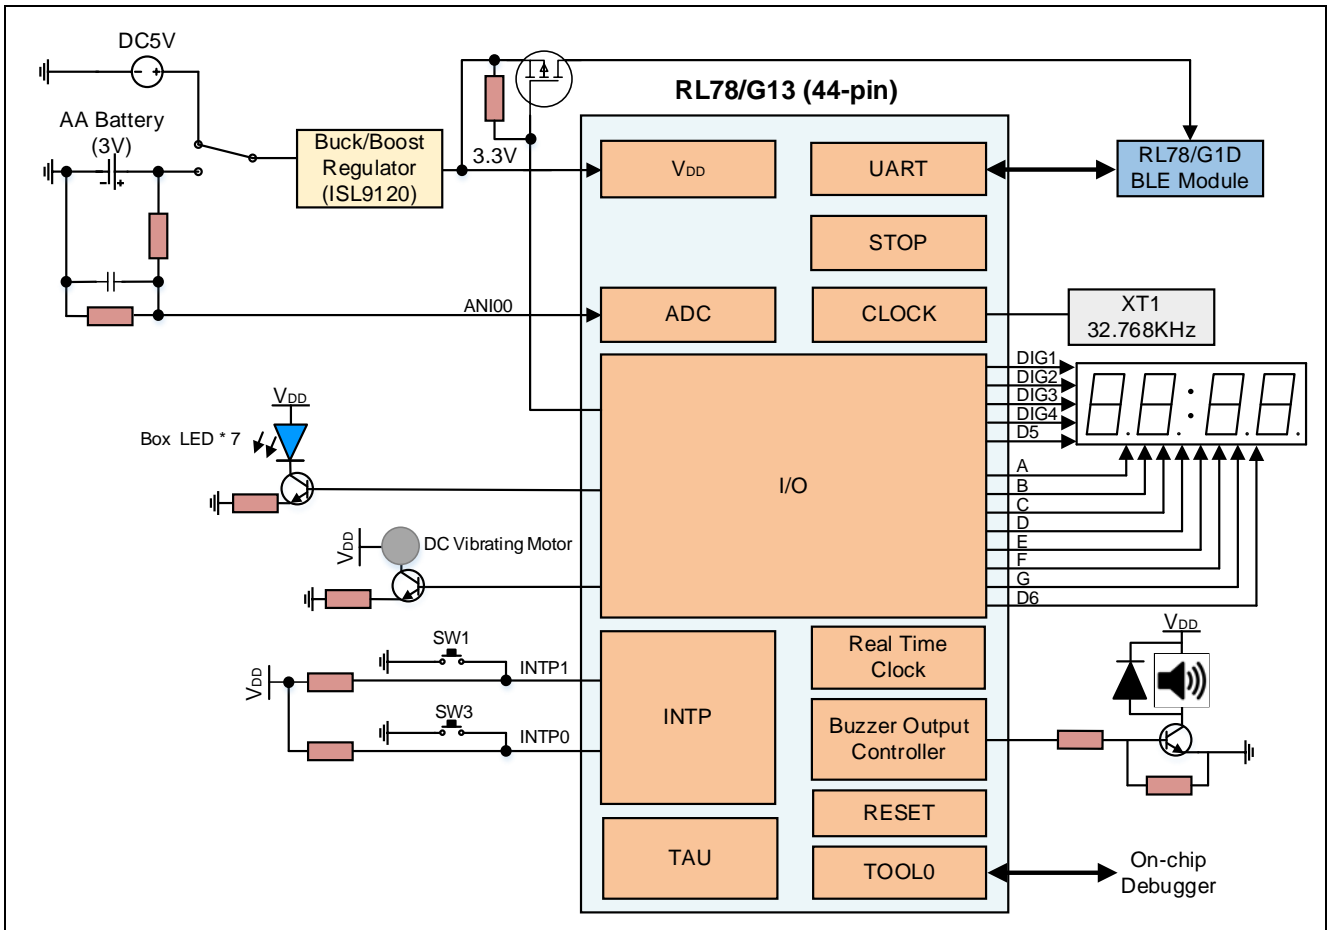 DC5V
RL78/G13 (44-pin)
AA Battery
(3V)
Buck/Boost
Regulator
(ISL9120)
3.3V
VDD
UART
RL78/G1D
BLE Module
STOP
ANI00
ADC
CLOCK
XT1
32.768KHz
DIG1
DIG2
DIG3
DIG4
D5
VDD
Box LED * 7
I/O
A
B
C
D
E
F
G
D6
VDD
DC Vibrating Motor
SW1
INTP1
VDD
SW3
INTP0
INTP
Real Time
Clock
VDD
Buzzer Output
Controller
RESET
TAU
TOOL0
On-chip
Debugger